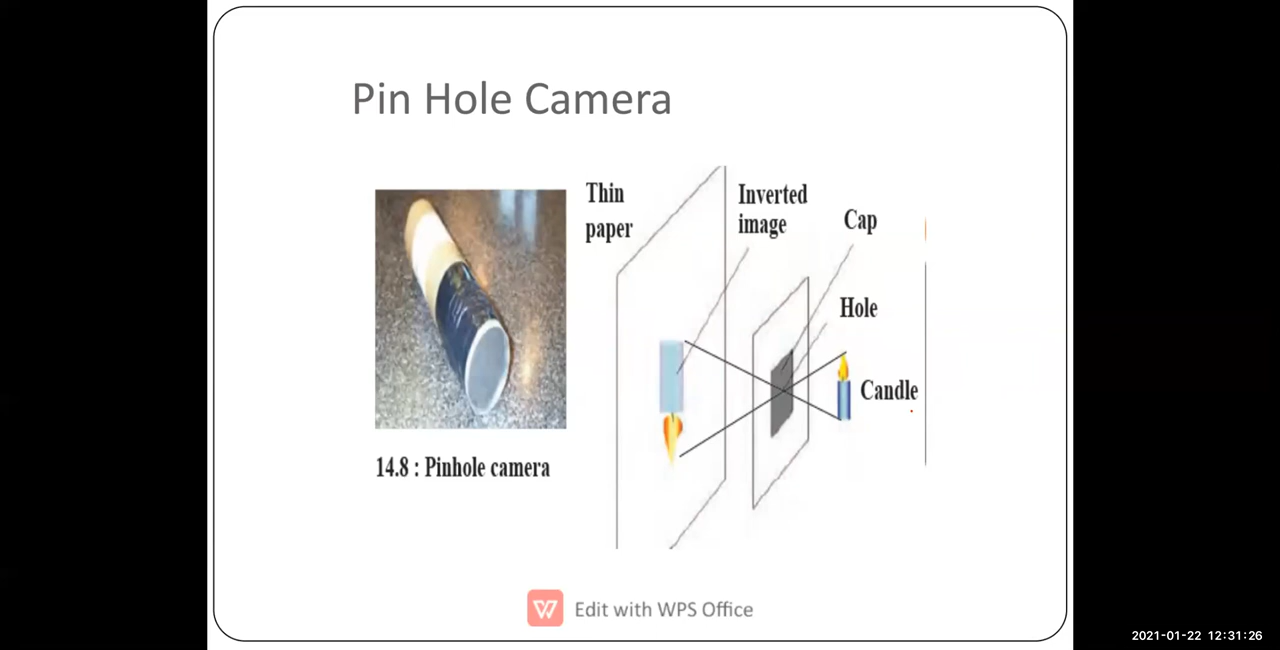 Pin Hole Camera
Thin
paper
Inverted
image
Cap
Hole
Candle
14.8 : Pinhole camera
Edit with WPS Office
2021-01-22 12:31:26